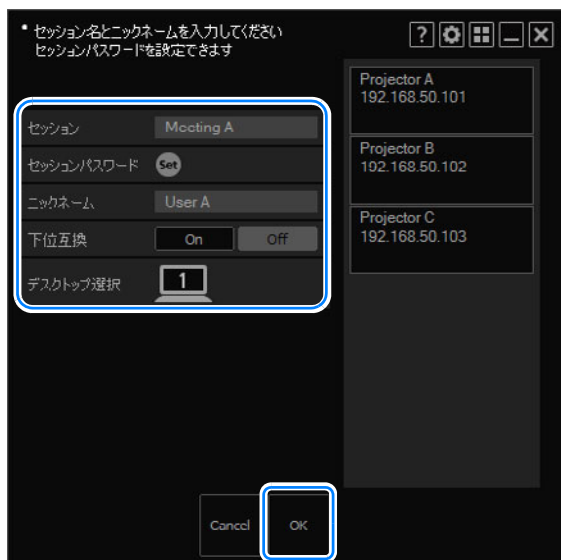 * セッション名とニックネームを入力してください
セッションパスワードを設定できます
?
Projector A
192.168.50.101
Projector B
192.168.50.102
Projector C
192.168.50.103
セッション Meeting A
セッションパスワード Set
ニックネーム User A
下位互換 On Off
デスクトップ選択 1
Cancel OK